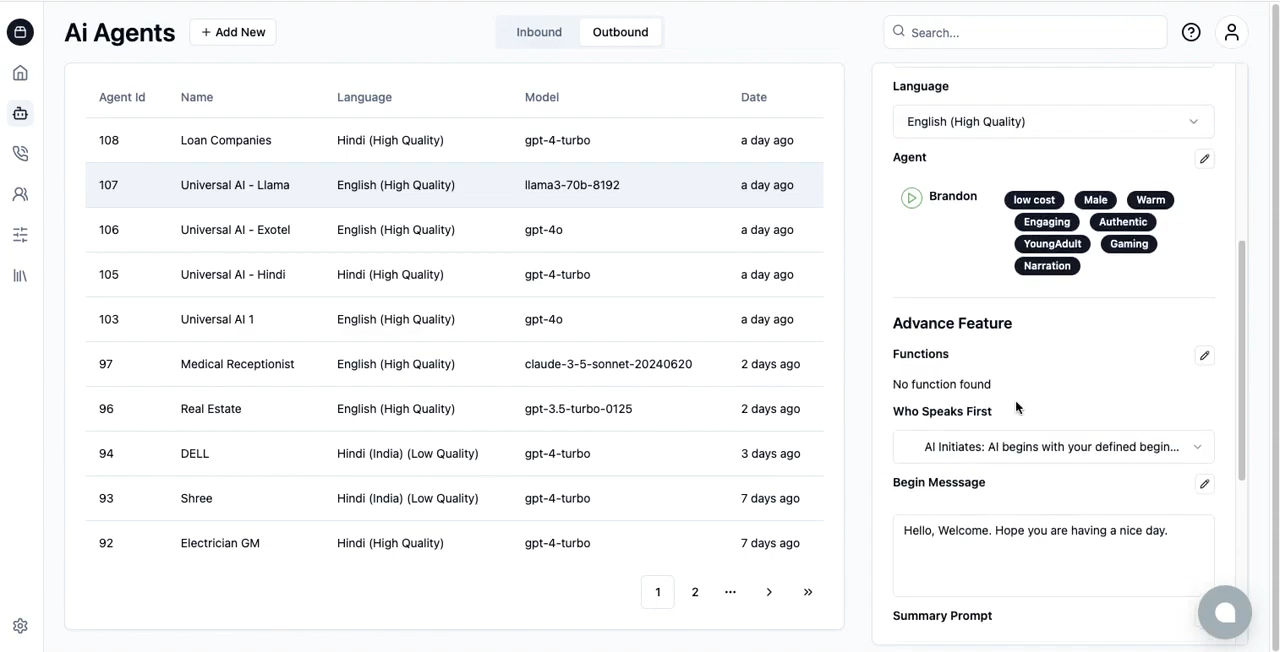 Ai Agents
+ Add New
Inbound
Outbound
Search...
Agent Id Name Language Model Date
108 Loan Companies Hindi (High Quality) gpt-4-turbo a day ago
107 Universal AI - Llama English (High Quality) llama3-70b-8192 a day ago
106 Universal AI - Exotel English (High Quality) gpt-4o a day ago
105 Universal AI - Hindi Hindi (High Quality) gpt-4-turbo a day ago
103 Universal AI 1 English (High Quality) gpt-4o a day ago
97 Medical Receptionist English (High Quality) claude-3-5-sonnet-20240620 2 days ago
96 Real Estate English (High Quality) gpt-3.5-turbo-0125 2 days ago
94 DELL Hindi (India) (Low Quality) gpt-4-turbo 3 days ago
93 Shree Hindi (India) (Low Quality) gpt-4-turbo 7 days ago
92 Electrician GM Hindi (High Quality) gpt-4-turbo 7 days ago
1 2 ... > »
Language
English (High Quality)
Agent
Brandon
low cost Male Warm
Engaging Authentic
YoungAdult Gaming
Narration
Advance Feature
Functions
No function found
Who Speaks First
AI Initiates: AI begins with your defined begin...
Begin Messsage
Hello, Welcome. Hope you are having a nice day.
Summary Prompt